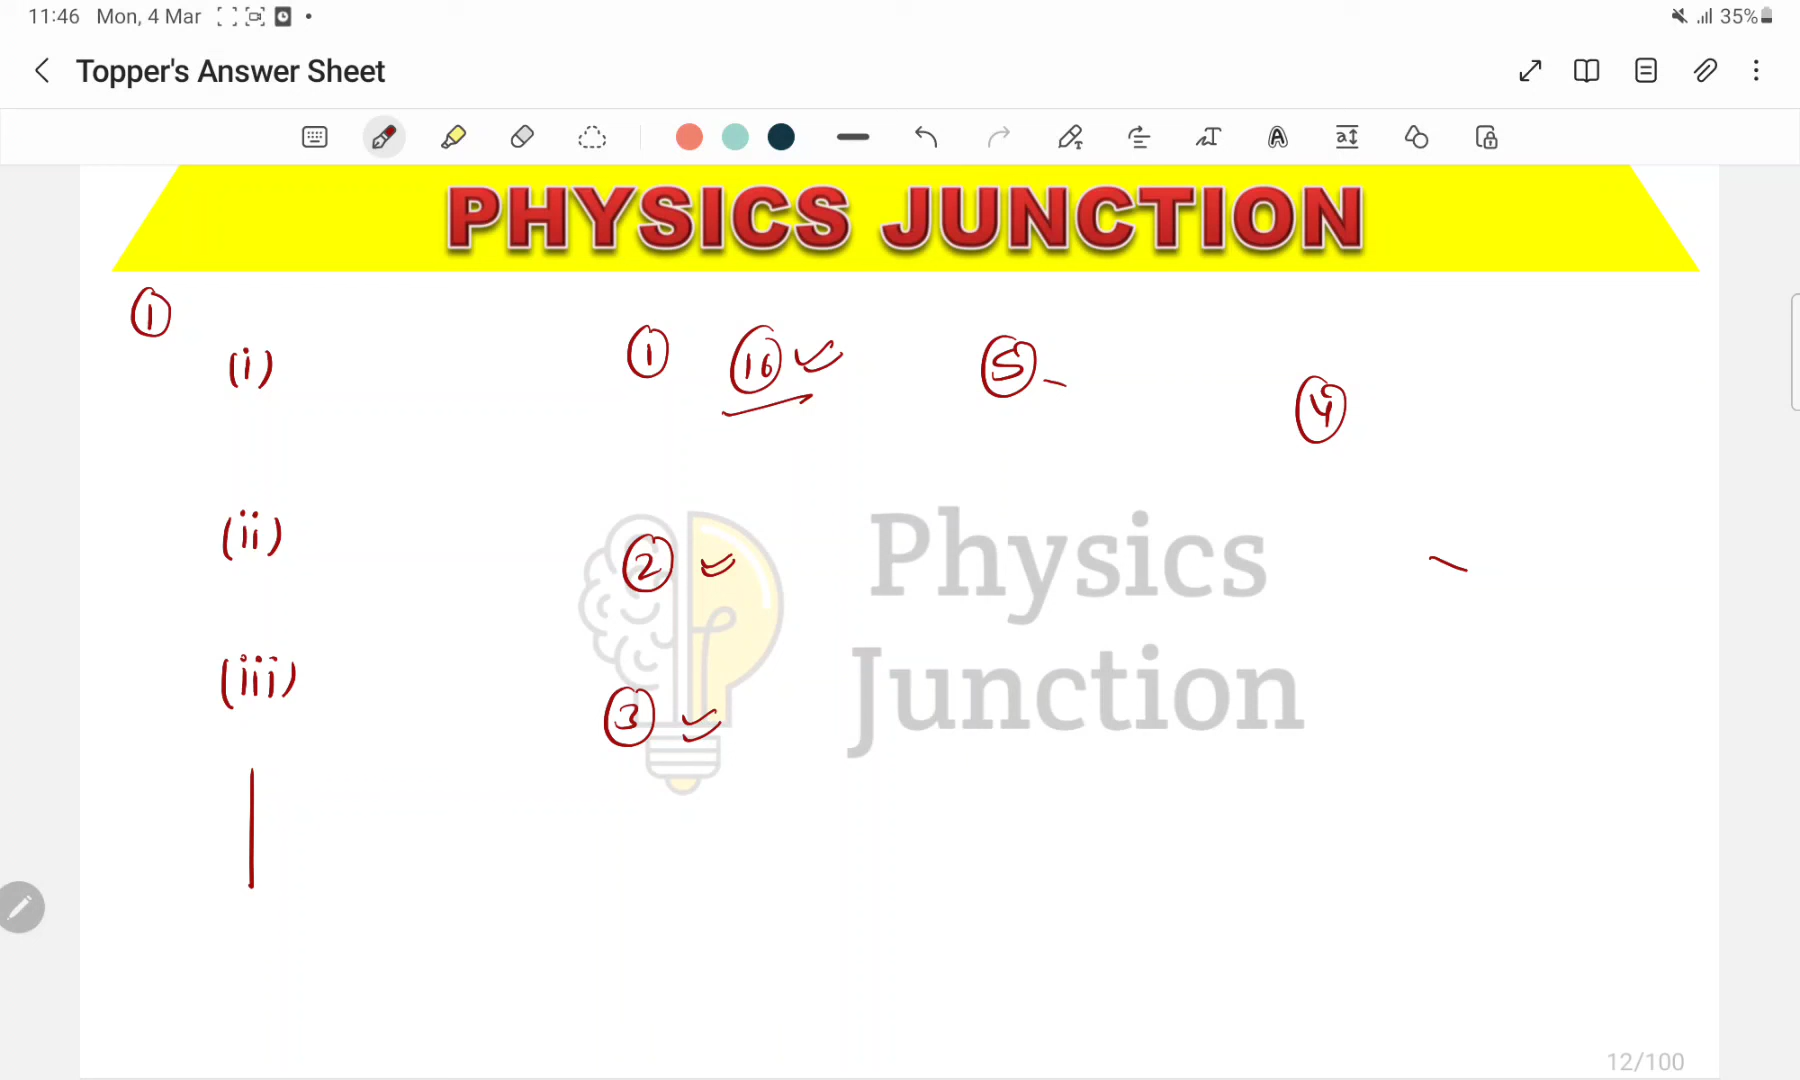 11:46 Mon, 4 Mar
35%
Topper's Answer Sheet
PHYSICS JUNCTION
1
(i) 1 16 5
4
(ii) 2
Physics
Junction
(iii) 3
12/100